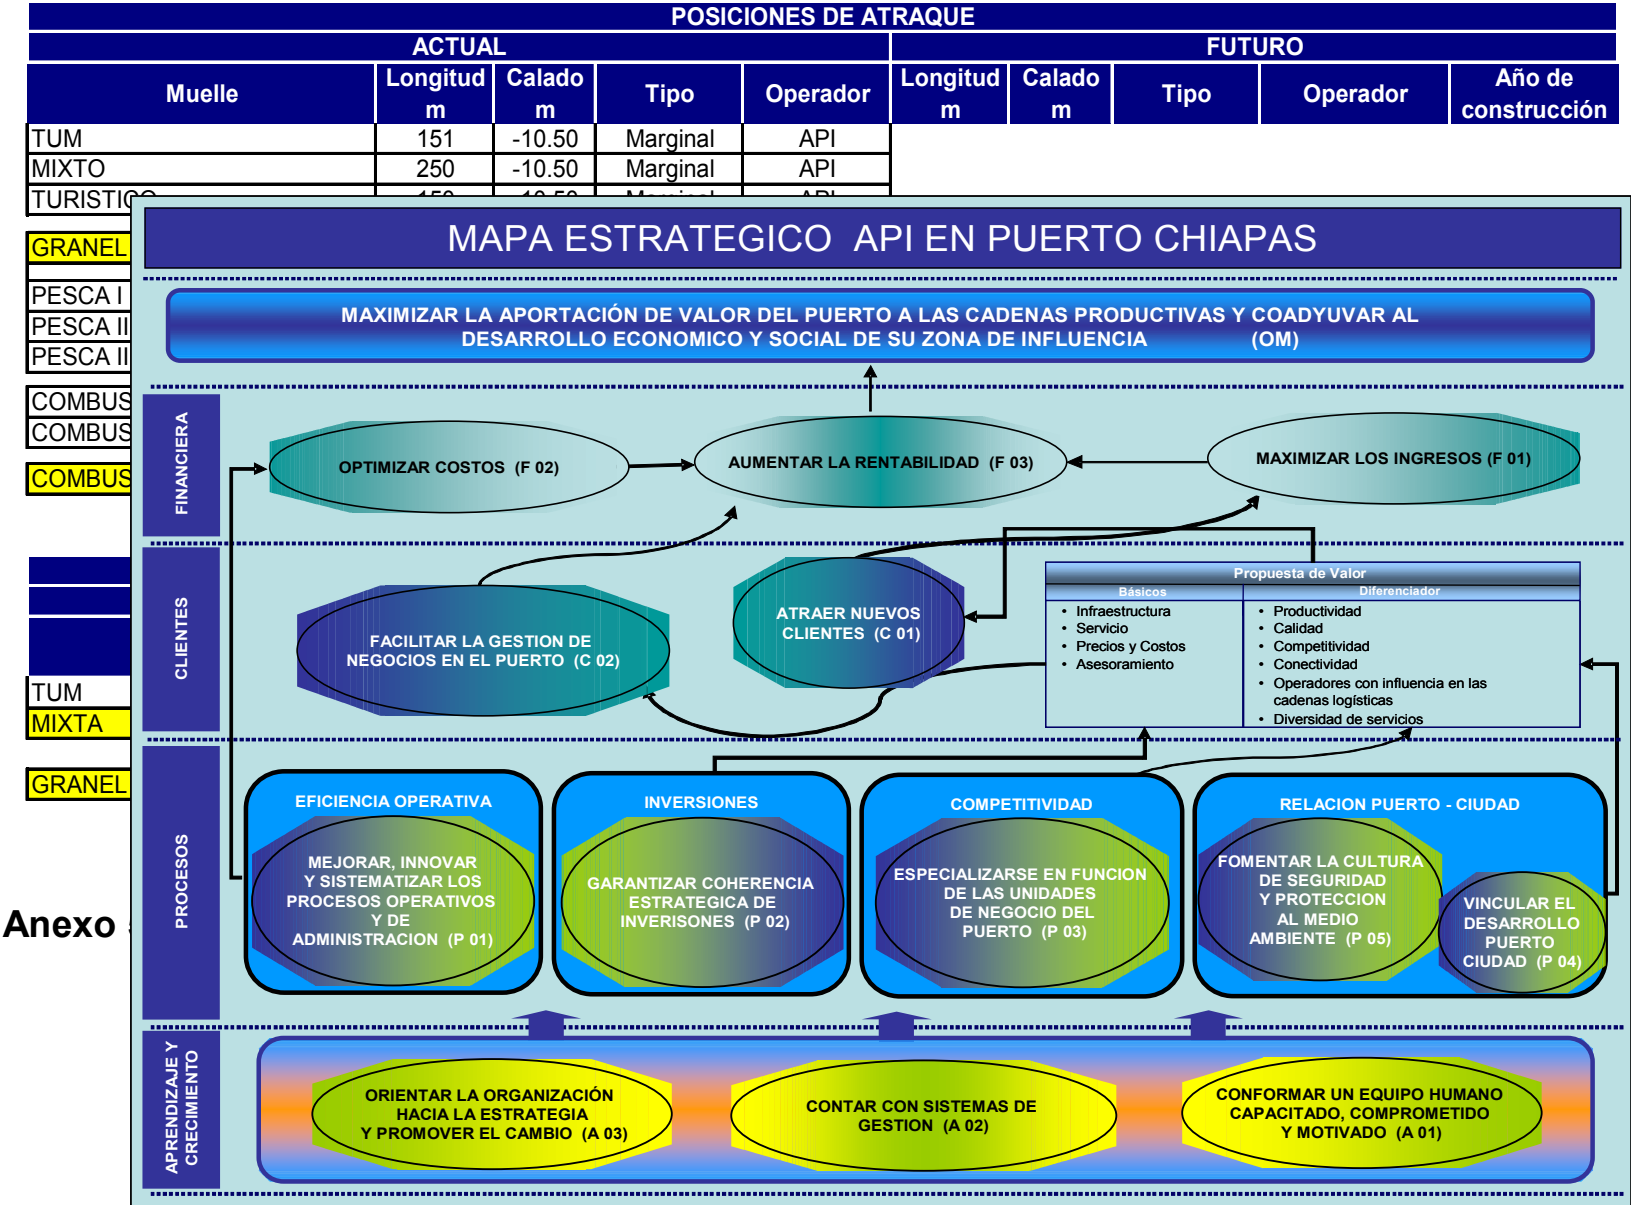 POSICIONES DE ATRAQUE
ACTUAL FUTURO
Muelle Longitud m Calado m Tipo Operador Longitud m Calado m Tipo Operador Año de construcción
TUM 151 -10.50 Marginal API
MIXTO 250 -10.50 Marginal API
TURISTICO
GRANEL
PESCA I
PESCA II
COMBUS
COMBUS
COMBUS
TUM
MIXTA
GRANEL
Anexo
MAPA ESTRATEGICO API EN PUERTO CHIAPAS
MAXIMIZAR LA APORTACIÓN DE VALOR DEL PUERTO A LAS CADENAS PRODUCTIVAS Y COADYUVAR AL
DESARROLLO ECONOMICO Y SOCIAL DE SU ZONA DE INFLUENCIA (OM)
FINANCIERA
OPTIMIZAR COSTOS (F 02)
AUMENTAR LA RENTABILIDAD (F 03)
MAXIMIZAR LOS INGRESOS (F 01)
CLIENTES
FACILITAR LA GESTION DE
NEGOCIOS EN EL PUERTO (C 02)
ATRAER NUEVOS
CLIENTES (C 01)
Propuesta de Valor
Básicos
• Infraestructura
• Servicio
• Precios y Costos
• Asesoramiento
Diferenciador
• Productividad
• Calidad
• Competitividad
• Conectividad
• Operadores con influencia en las
cadenas logísticas
• Diversidad de servicios
PROCESOS
EFICIENCIA OPERATIVA
MEJORAR, INNOVAR
Y SISTEMATIZAR LOS
PROCESOS OPERATIVOS
Y DE
ADMINISTRACION (P 01)
INVERSIONES
GARANTIZAR COHERENCIA
ESTRATEGICA DE
INVERISONES (P 02)
COMPETITIVIDAD
ESPECIALIZARSE EN FUNCION
DE LAS UNIDADES
DE NEGOCIO DEL
PUERTO (P 03)
RELACION PUERTO - CIUDAD
FOMENTAR LA CULTURA
DE SEGURIDAD
Y PROTECCION
AL MEDIO
AMBIENTE (P 05)
VINCULAR EL
DESARROLLO
PUERTO
CIUDAD (P 04)
APRENDIZAJE Y
CRECIMIENTO
ORIENTAR LA ORGANIZACIÓN
HACIA LA ESTRATEGIA
Y PROMOVER EL CAMBIO (A 03)
CONTAR CON SISTEMAS DE
GESTION (A 02)
CONFORMAR UN EQUIPO HUMANO
CAPACITADO, COMPROMETIDO
Y MOTIVADO (A 01)